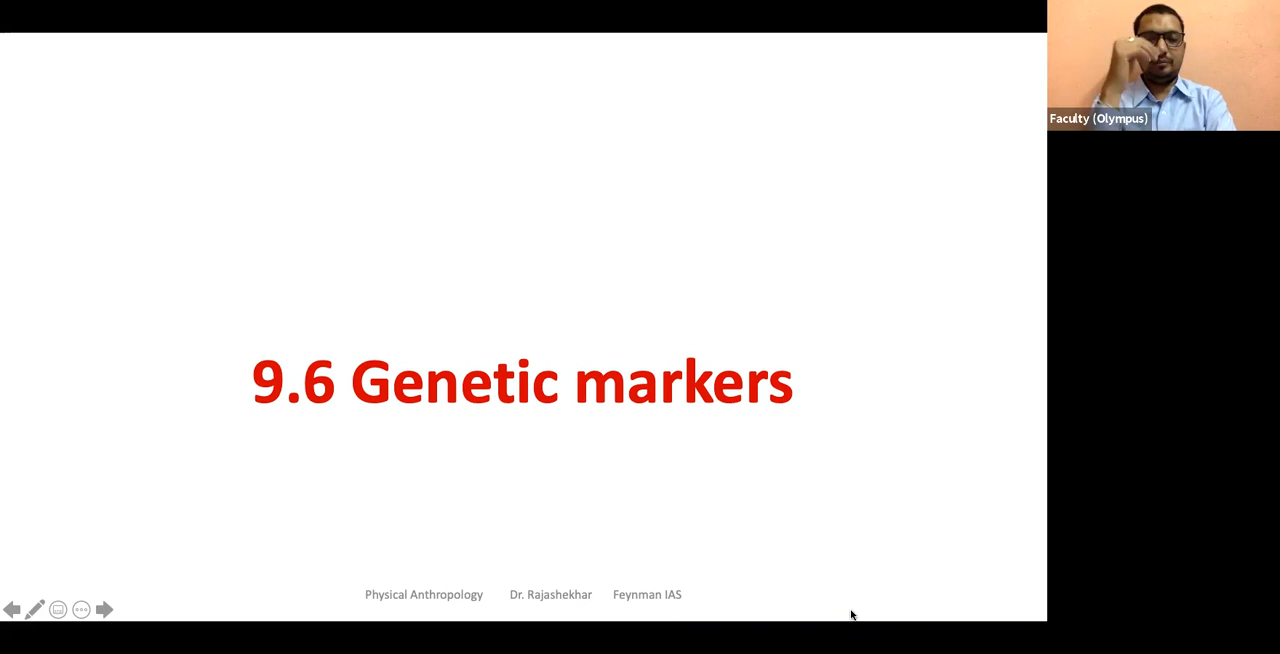 Faculty (Olympus)
9.6 Genetic markers
Physical Anthropology Dr. Rajashekhar Feynman IAS